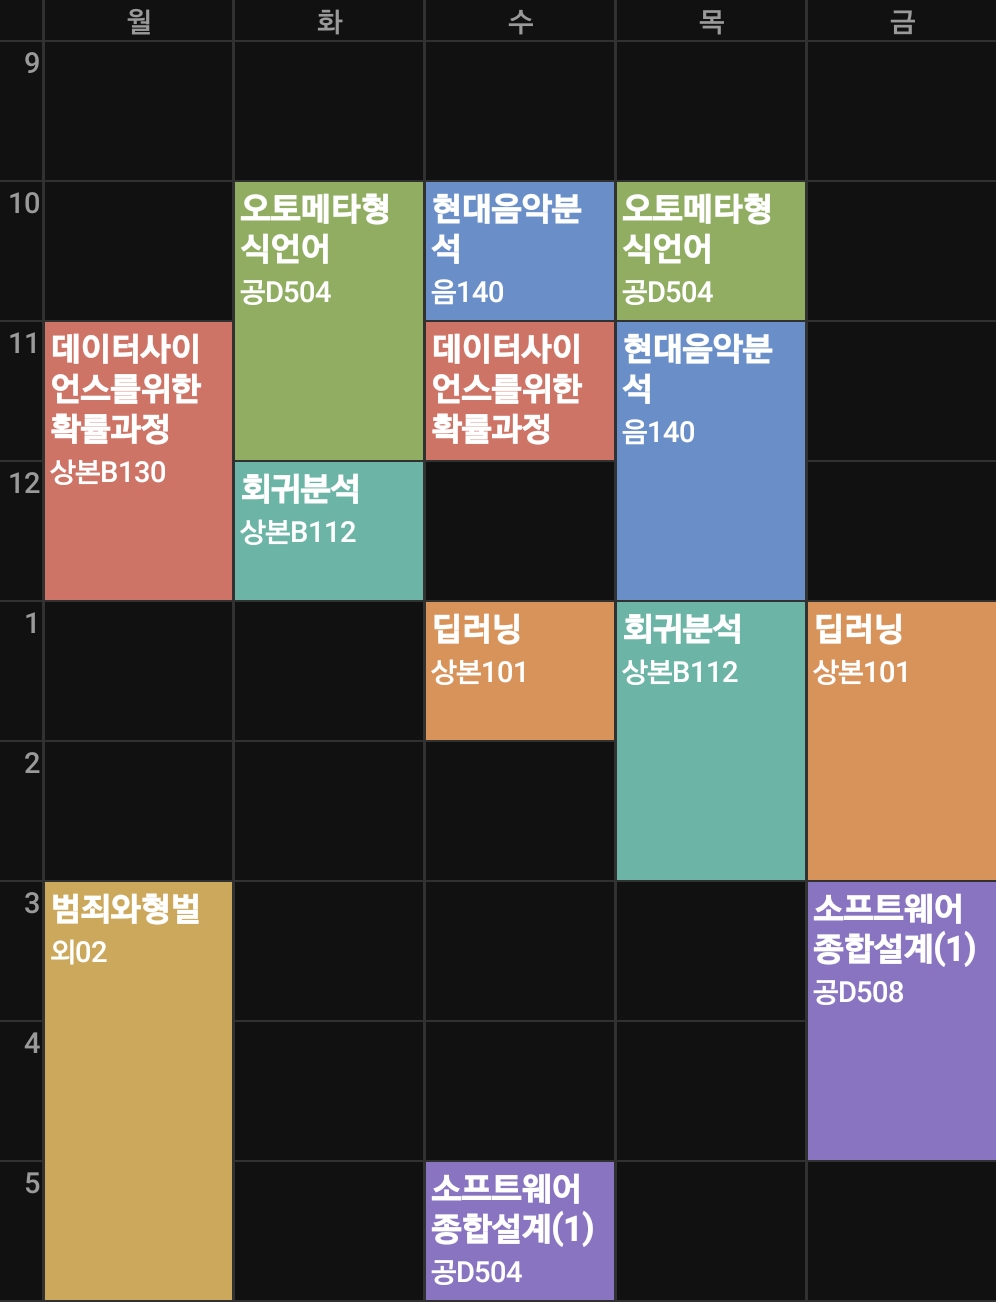 월 화 수 목 금
9
10
오토메타형
식언어
공D504
현대음악분
석
음140
오토메타형
식언어
공D504
11
데이터사이
언스를위한
확률과정
상본B130
데이터사이
언스를위한
확률과정
현대음악분
석
음140
12
회귀분석
상본B112
1
딥러닝
상본101
회귀분석
상본B112
딥러닝
상본101
2
3
범죄와형벌
외02
소프트웨어
종합설계(1)
공D508
4
5
소프트웨어
종합설계(1)
공D504